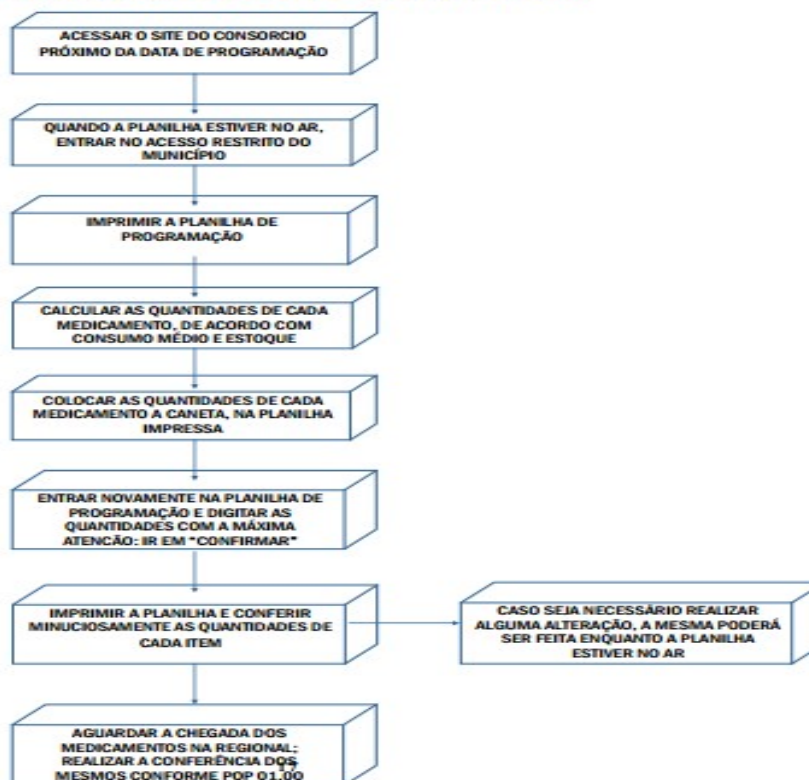 ACESSAR O SITE DO CONSORCIO
PRÓXIMO DA DATA DE PROGRAMAÇÃO
QUANDO A PLANILHA ESTIVER NO AR,
ENTRAR NO ACESSO RESTRITO DO
MUNICÍPIO
IMPRIMIR A PLANILHA DE
PROGRAMAÇÃO
CALCULAR AS QUANTIDADES DE CADA
MEDICAMENTO, DE ACORDO COM
CONSUMO MÉDIO E ESTOQUE
COLOCAR AS QUANTIDADES DE CADA
MEDICAMENTO A CANETA, NA PLANILHA
IMPRESSA
ENTRAR NOVAMENTE NA PLANILHA DE
PROGRAMAÇÃO E DIGITAR AS
QUANTIDADES COM A MÁXIMA
ATENÇÃO: IR EM “CONFIRMAR”
IMPRIMIR A PLANILHA E CONFERIR
MINUCIOSAMENTE AS QUANTIDADES DE
CADA ITEM
CASO SEJA NECESSÁRIO REALIZAR
ALGUMA ALTERAÇÃO, A MESMA PODERÁ
SER FEITA ENQUANTO A PLANILHA
ESTIVER NO AR
AGUARDAR A CHEGADA DOS
MEDICAMENTOS NA REGIONAL;
REALIZAR A CONFERÊNCIA DOS
MESMOS CONFORME POP 01.00
17